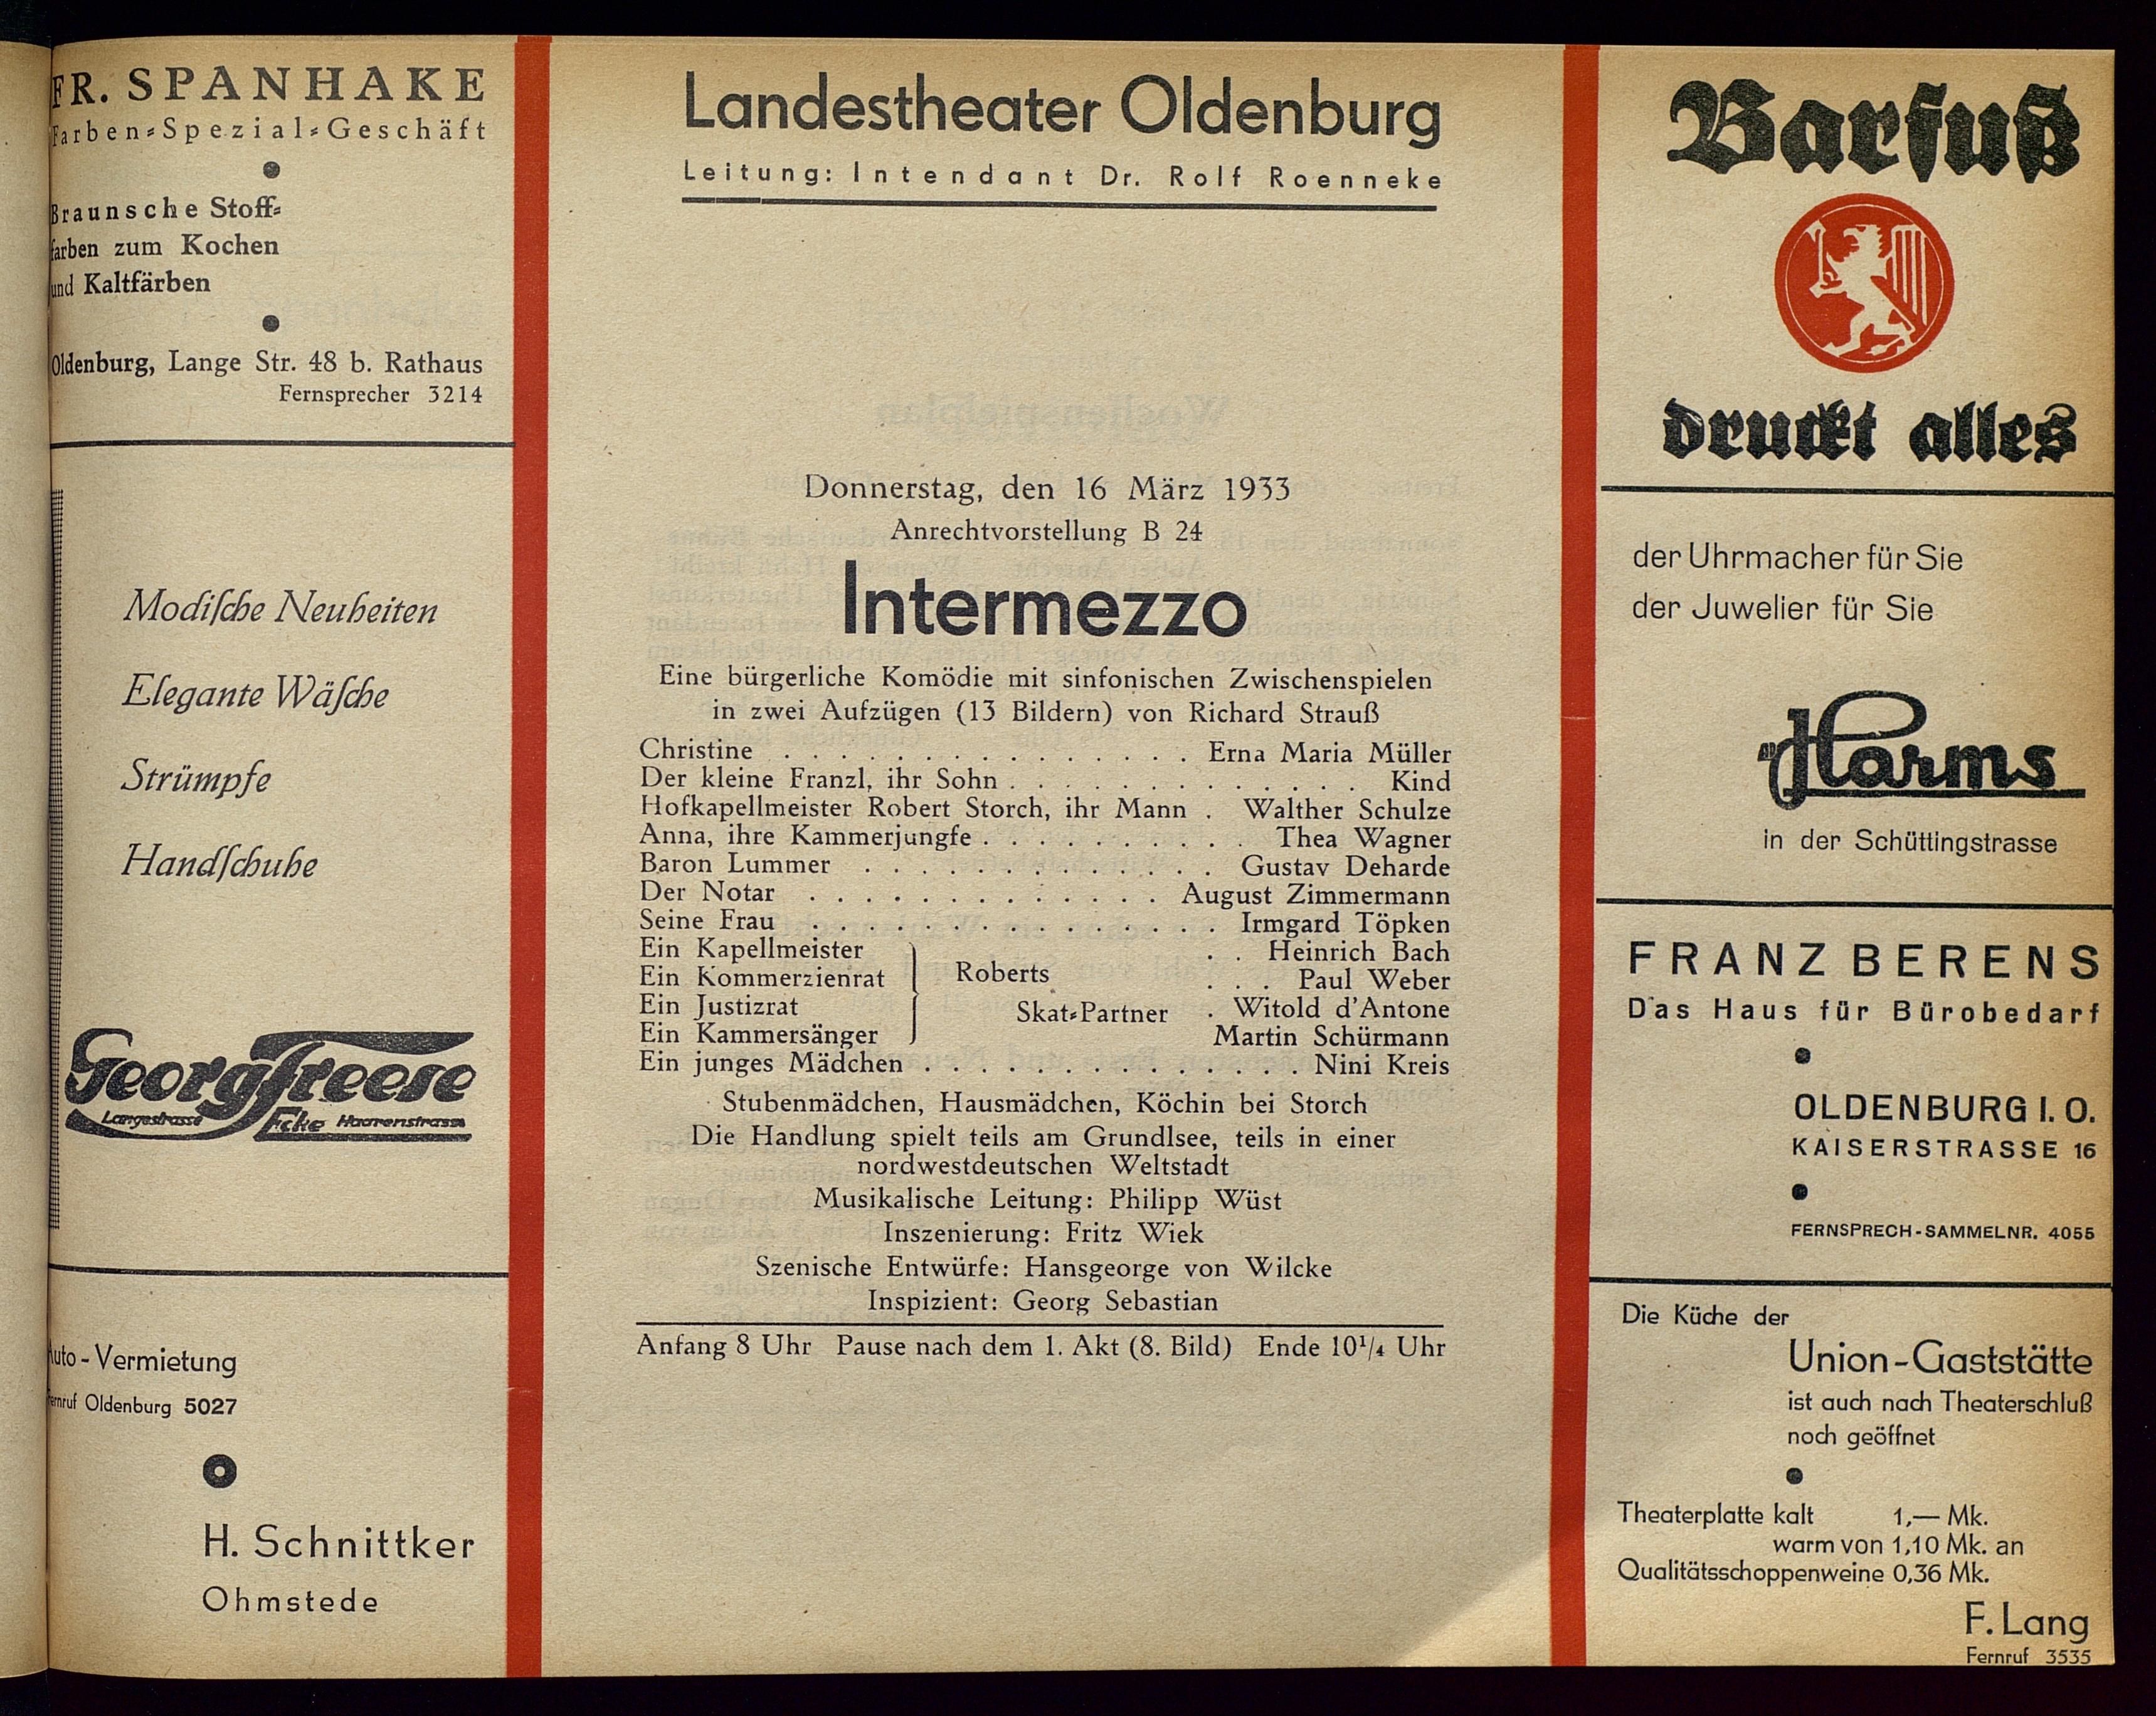 FR. SPANHAKE
Farben-Spezial-Geschäft
Braunsche Stoff-
farben zum Kochen
und Kaltfärben
Oldenburg, Lange Str. 48 b. Rathaus
Fernsprecher 3214
Modische Neuheiten
Elegante Wäsche
Strümpfe
Handschuhe
Georg Freese
Langestrasse Ecke Haarenstrasse
Auto-Vermietung
Fernruf Oldenburg 5027
H. Schnittker
Ohmstede
Landestheater Oldenburg
Leitung: Intendant Dr. Rolf Roenneke
Donnerstag, den 16 März 1933
Anrechtvorstellung B 24
Intermezzo
Eine bürgerliche Komödie mit sinfonischen Zwischenspielen
in zwei Aufzügen (13 Bildern) von Richard Strauß
Christine . . . . . . . . . . . . . . . Erna Maria Müller
Der kleine Franzl, ihr Sohn . . . . . . . . . . . . . Kind
Hofkapellmeister Robert Storch, ihr Mann . Walther Schulze
Anna, ihre Kammerjungfe . . . . . . . . . . Thea Wagner
Baron Lummer . . . . . . . . . . . . . Gustav Deharde
Der Notar . . . . . . . . . . . . . August Zimmermann
Seine Frau . . . . . . . . . . . . . . . Irmgard Töpken
Ein Kapellmeister . . Heinrich Bach
Ein Kommerzienrat Roberts . . . Paul Weber
Ein Justizrat Skat-Partner . Witold d'Antone
Ein Kammersänger Martin Schürmann
Ein junges Mädchen . . . . . . . . . . . . . . Nini Kreis
Stubenmädchen, Hausmädchen, Köchin bei Storch
Die Handlung spielt teils am Grundlsee, teils in einer
nordwestdeutschen Weltstadt
Musikalische Leitung: Philipp Wüst
Inszenierung: Fritz Wiek
Szenische Entwürfe: Hansgeorge von Wilcke
Inspizient: Georg Sebastian
Anfang 8 Uhr Pause nach dem 1. Akt (8. Bild) Ende 10¼ Uhr
Barfuß
druckt alles
der Uhrmacher für Sie
der Juwelier für Sie
Harms
in der Schüttingstrasse
FRANZ BERENS
Das Haus für Bürobedarf
OLDENBURG I. O.
KAISERSTRASSE 16
FERNSPRECH-SAMMELNR. 4055
Die Küche der
Union-Gaststätte
ist auch nach Theaterschluß
noch geöffnet
Theaterplatte kalt 1,— Mk.
warm von 1,10 Mk. an
Qualitätsschoppenweine 0,36 Mk.
F. Lang
Fernruf 3535